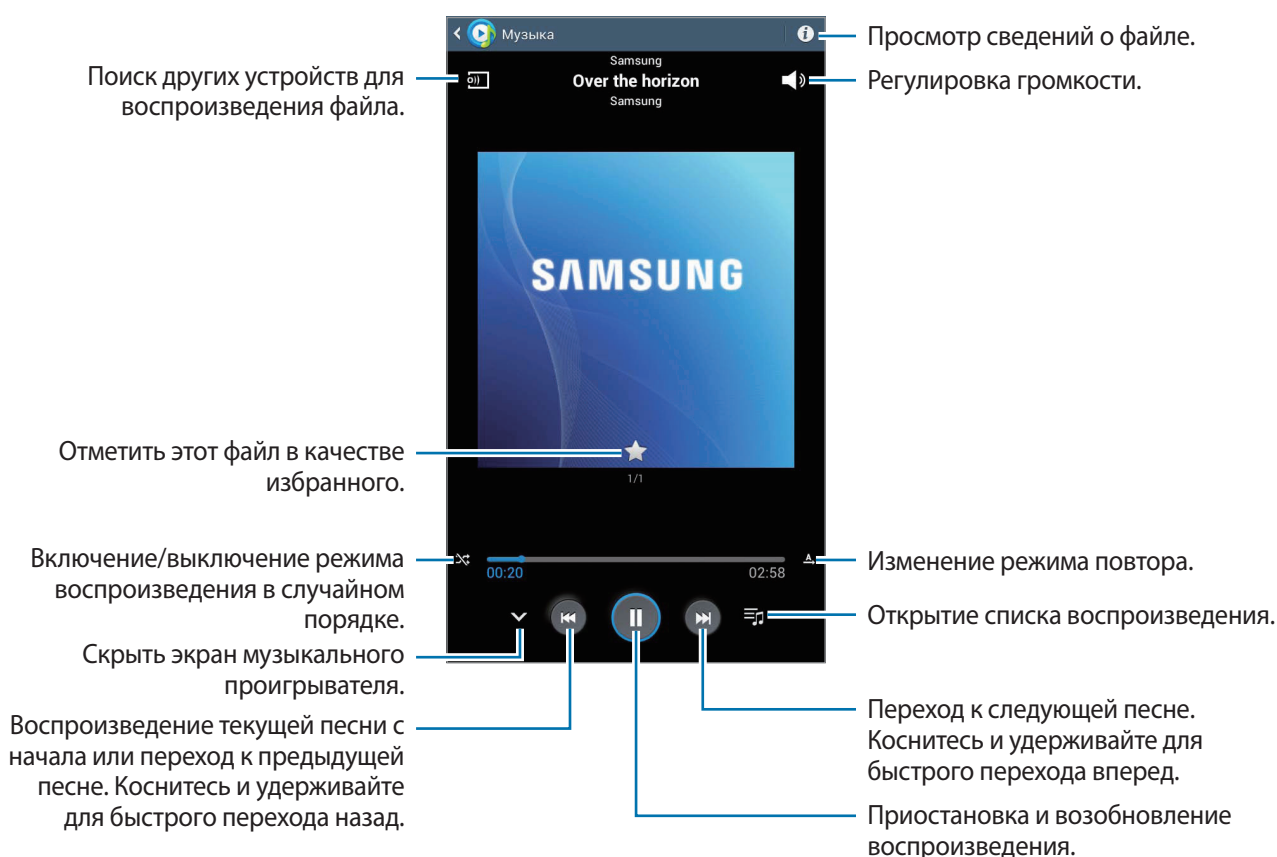 Музыка
Samsung
Over the horizon
Samsung
SAMSUNG
1/1
00:20
02:58
Поиск других устройств для
воспроизведения файла.
Отметить этот файл в качестве
избранного.
Включение/выключение режима
воспроизведения в случайном
порядке.
Скрыть экран музыкального
проигрывателя.
Воспроизведение текущей песни с
начала или переход к предыдущей
песне. Коснитесь и удерживайте
для быстрого перехода назад.
Просмотр сведений о файле.
Регулировка громкости.
Изменение режима повтора.
Открытие списка воспроизведения.
Переход к следующей песне.
Коснитесь и удерживайте для
быстрого перехода вперед.
Приостановка и возобновление
воспроизведения.